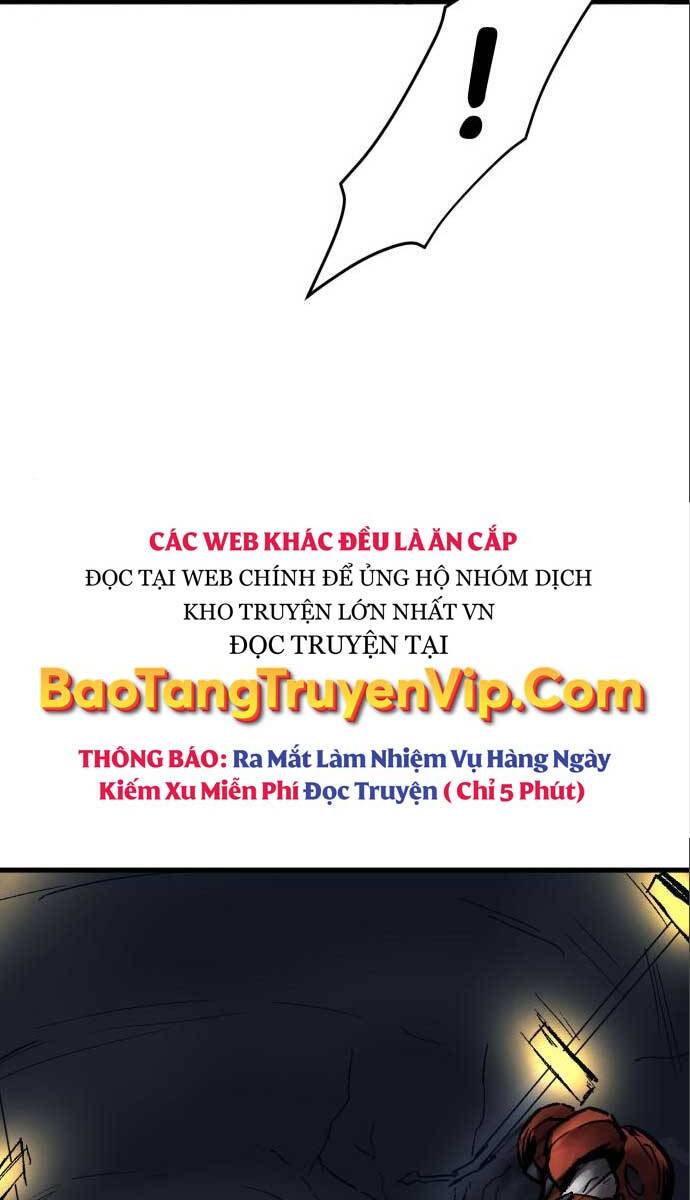 !
CÁC WEB KHÁC ĐỀU LÀ ĂN CẮP
ĐỌC TẠI WEB CHÍNH ĐỂ ỦNG HỘ NHÓM DỊCH
KHO TRUYỆN LỚN NHẤT VN
ĐỌC TRUYỆN TẠI
BaoTangTruyenVip.Com
THÔNG BÁO: Ra Mắt Làm Nhiệm Vụ Hàng Ngày
Kiếm Xu Miễn Phí Đọc Truyện ( Chỉ 5 Phút)